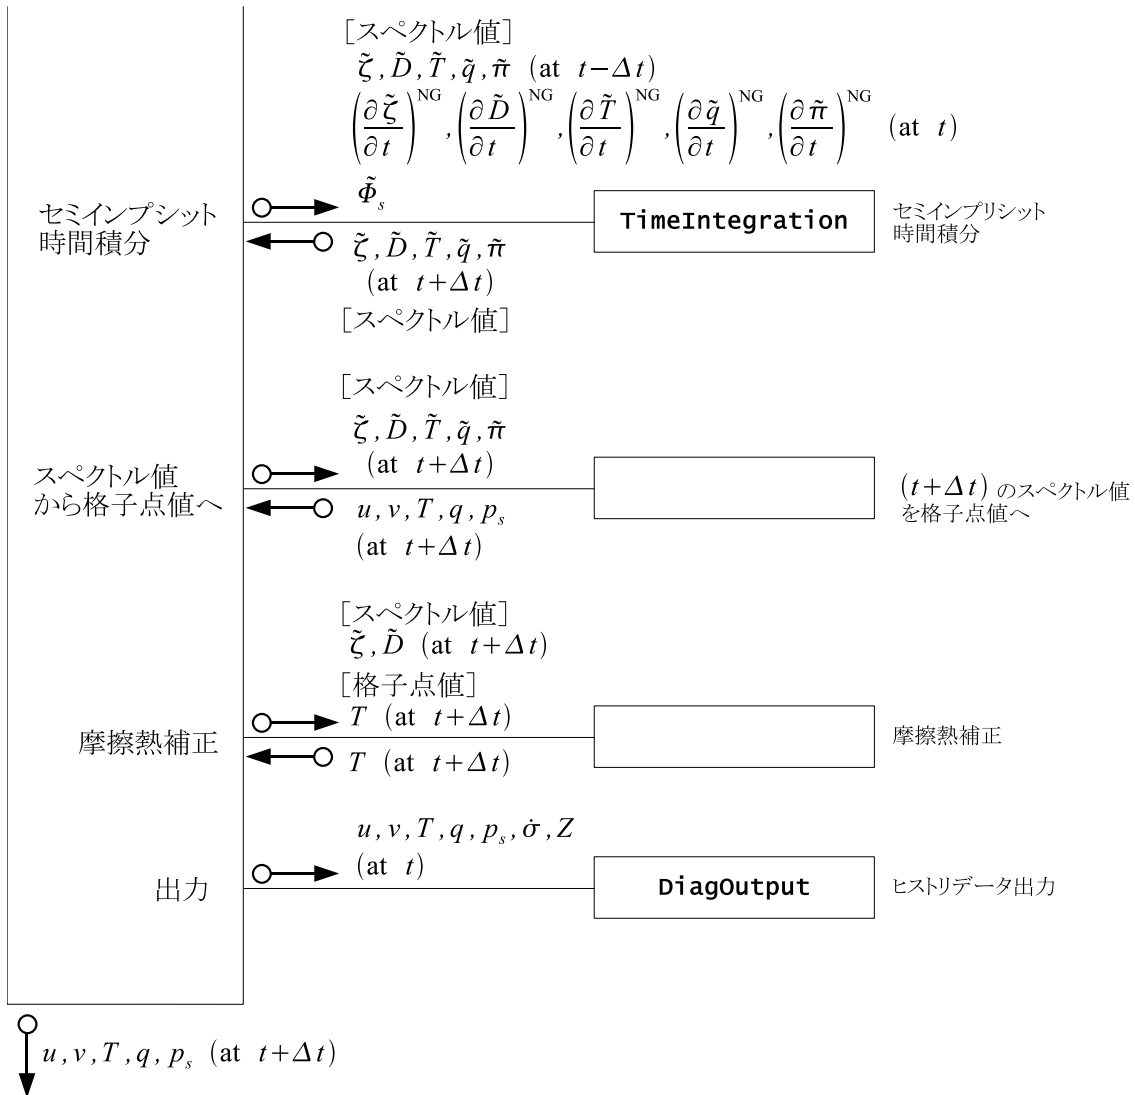 [スペクトル値]
ζ̃, D̃, T̃, q̃, π̃ (at t−Δt)
(∂ζ̃/∂t)^NG, (∂D̃/∂t)^NG, (∂T̃/∂t)^NG, (∂q̃/∂t)^NG, (∂π̃/∂t)^NG (at t)
Φ̃_s
セミインプシット
時間積分
TimeIntegration
セミインプリシット
時間積分
ζ̃, D̃, T̃, q̃, π̃
(at t+Δt)
[スペクトル値]
[スペクトル値]
ζ̃, D̃, T̃, q̃, π̃
(at t+Δt)
スペクトル値
から格子点値へ
(t+Δt) のスペクトル値
を格子点値へ
u, v, T, q, p_s
(at t+Δt)
[スペクトル値]
ζ̃, D̃ (at t+Δt)
[格子点値]
T (at t+Δt)
摩擦熱補正
摩擦熱補正
T (at t+Δt)
u, v, T, q, p_s, σ̇, Z
(at t)
出力
DiagOutput
ヒストリデータ出力
u, v, T, q, p_s (at t+Δt)